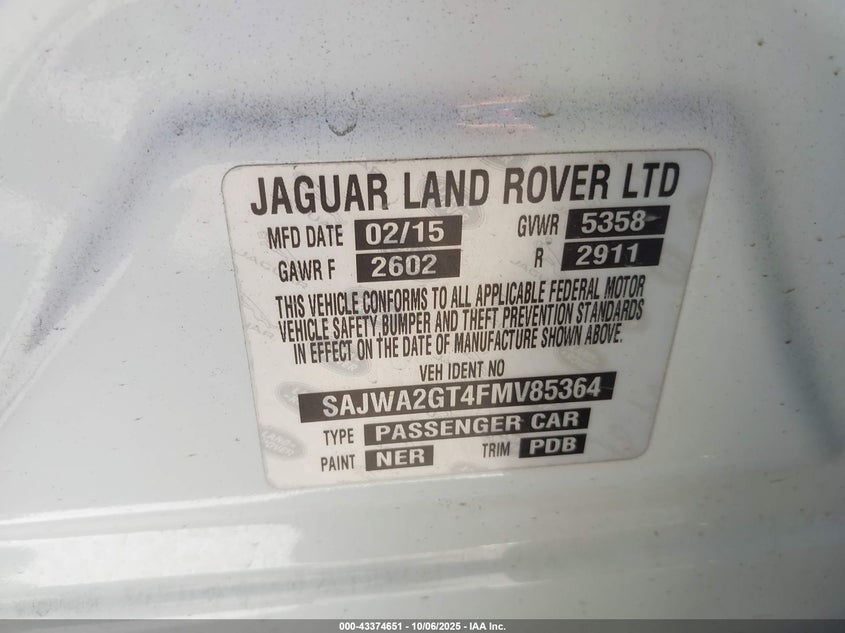 JAGUAR LAND ROVER LTD
MFD DATE 02/15 GVWR 5358
GAWR F 2602 R 2911
THIS VEHICLE CONFORMS TO ALL APPLICABLE FEDERAL MOTOR
VEHICLE SAFETY BUMPER AND THEFT PREVENTION STANDARDS
IN EFFECT ON THE DATE OF MANUFACTURE SHOWN ABOVE.
VEH IDENT NO
SAJWA2GT4FMV85364
TYPE PASSENGER CAR
PAINT NER TRIM PDB
000-43374651 - 10/06/2025 - IAA Inc.